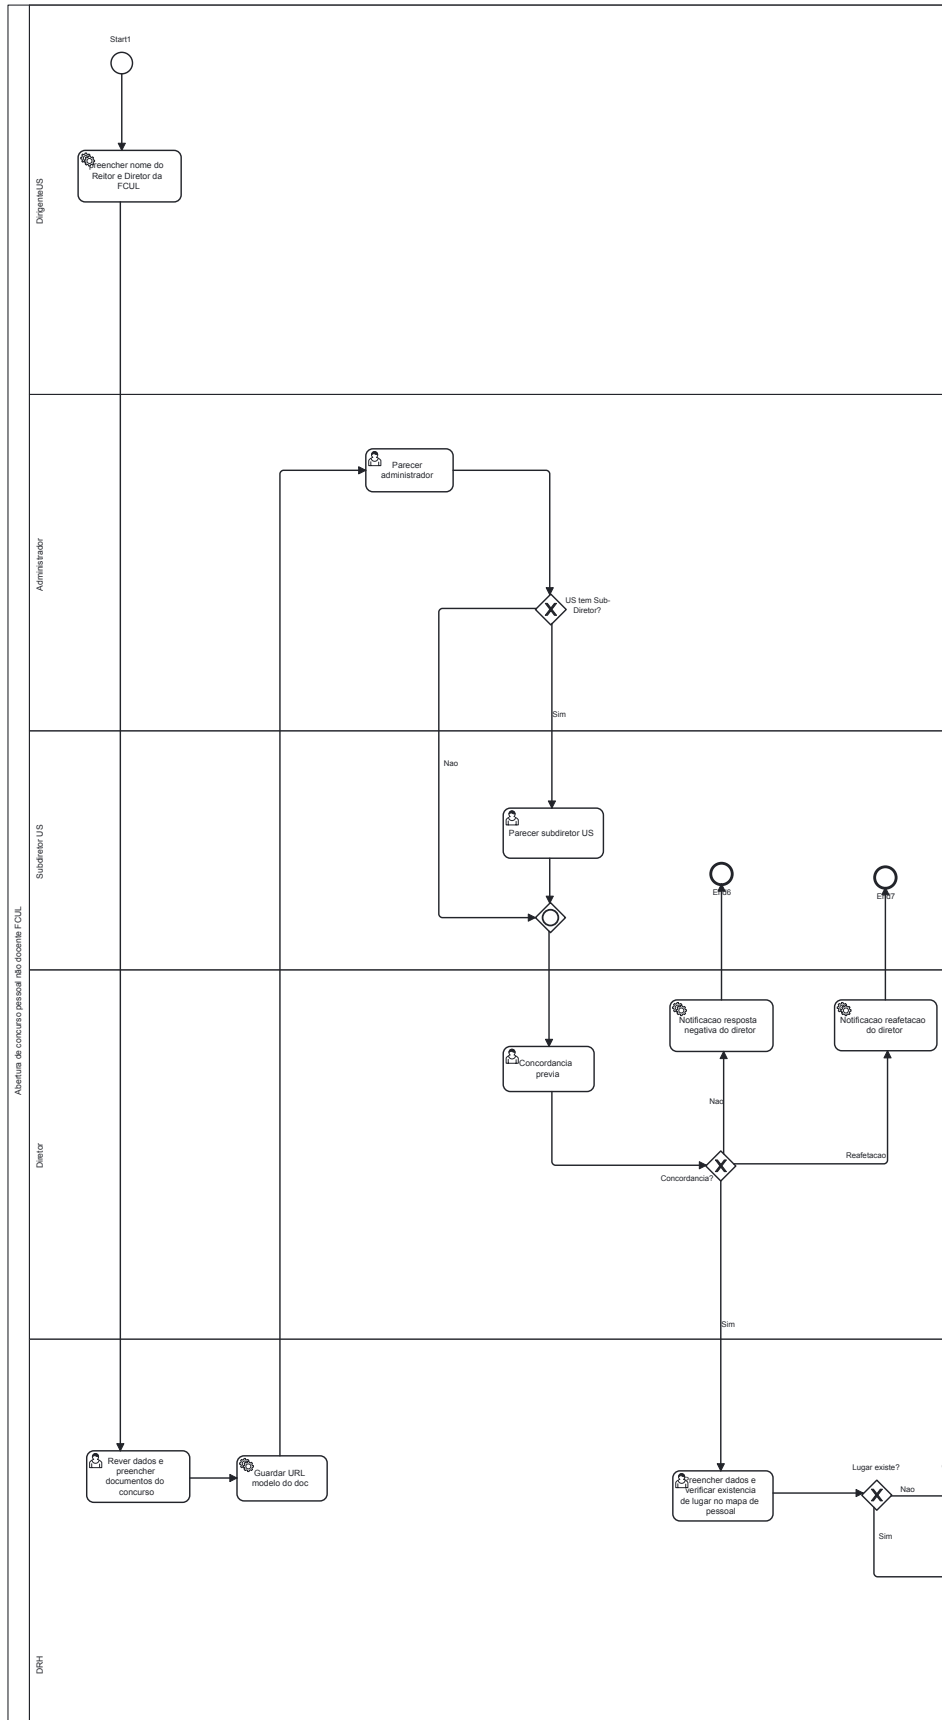 Start1
Preencher nome do
Reitor e Diretor da
FCUL
DirigenteUS
Parecer
administrador
Administrador
US tem Sub-
Diretor?
Sim
Nao
Parecer subdiretor US
Subdiretor US
End6
End7
Abertura de concurso pessoal não docente FCUL
Notificacao resposta
negativa do diretor
Notificacao reafetacao
do diretor
Concordancia
previa
Nao
Diretor
Reafetacao
Concordancia?
Sim
Rever dados e
preencher
documentos do
concurso
Guardar URL
modelo do doc
Preencher dados e
verificar existencia
de lugar no mapa de
pessoal
Lugar existe?
Nao
Sim
DRH